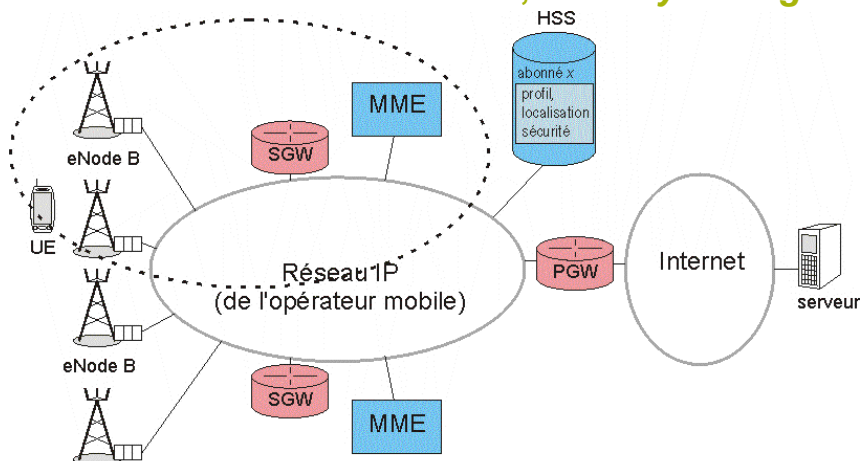 HSS
abonné x
profil,
localisation
sécurité
MME
SGW
eNode B
UE
Réseau IP
(de l'opérateur mobile)
PGW
Internet
serveur
eNode B
SGW
MME